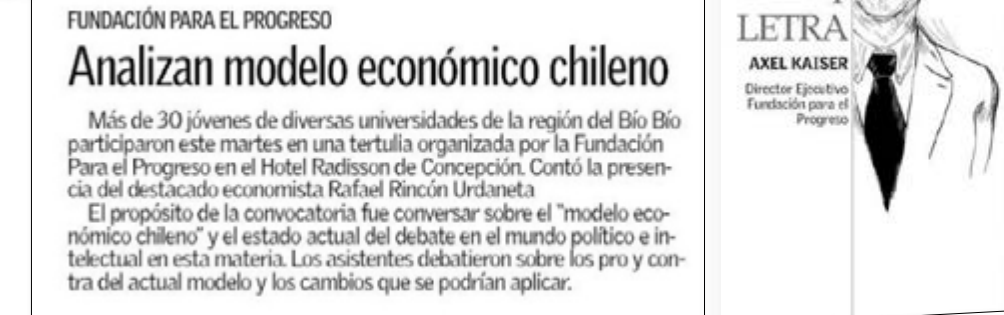 FUNDACIÓN PARA EL PROGRESO
Analizan modelo económico chileno
Más de 30 jóvenes de diversas universidades de la región del Bío Bío
participaron este martes en una tertulia organizada por la Fundación
Para el Progreso en el Hotel Radisson de Concepción. Contó la presen-
cia del destacado economista Rafael Rincón Urdaneta
El propósito de la convocatoria fue conversar sobre el "modelo eco-
nómico chileno" y el estado actual del debate en el mundo político e in-
telectual en esta materia. Los asistentes debatieron sobre los pro y con-
tra del actual modelo y los cambios que se podrían aplicar.
LETRA
AXEL KAISER
Director Ejecutivo
Fundación para el
Progreso